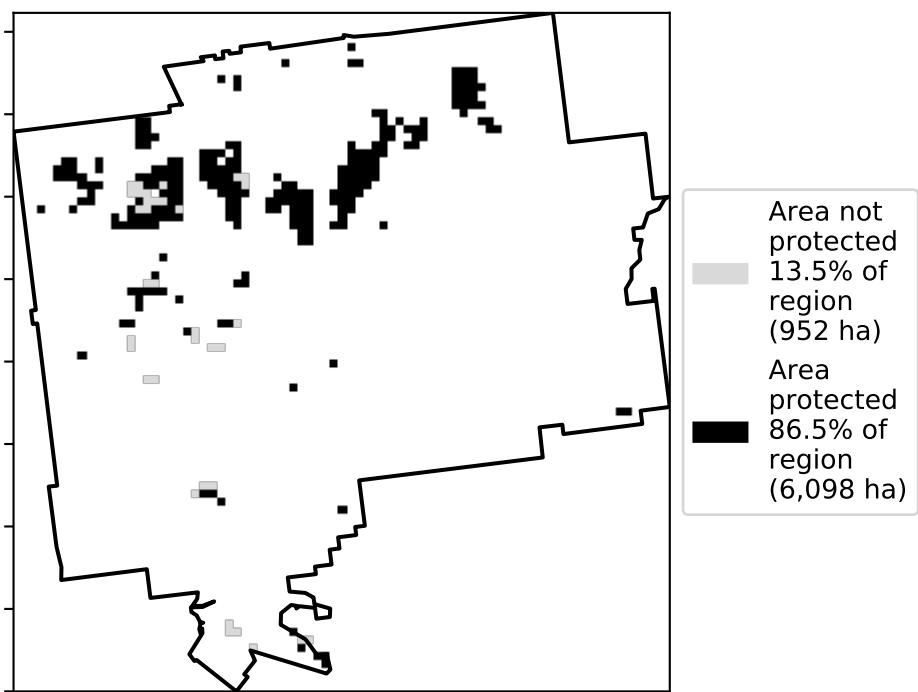 Area not
protected
13.5% of
region
(952 ha)
Area
protected
86.5% of
region
(6,098 ha)